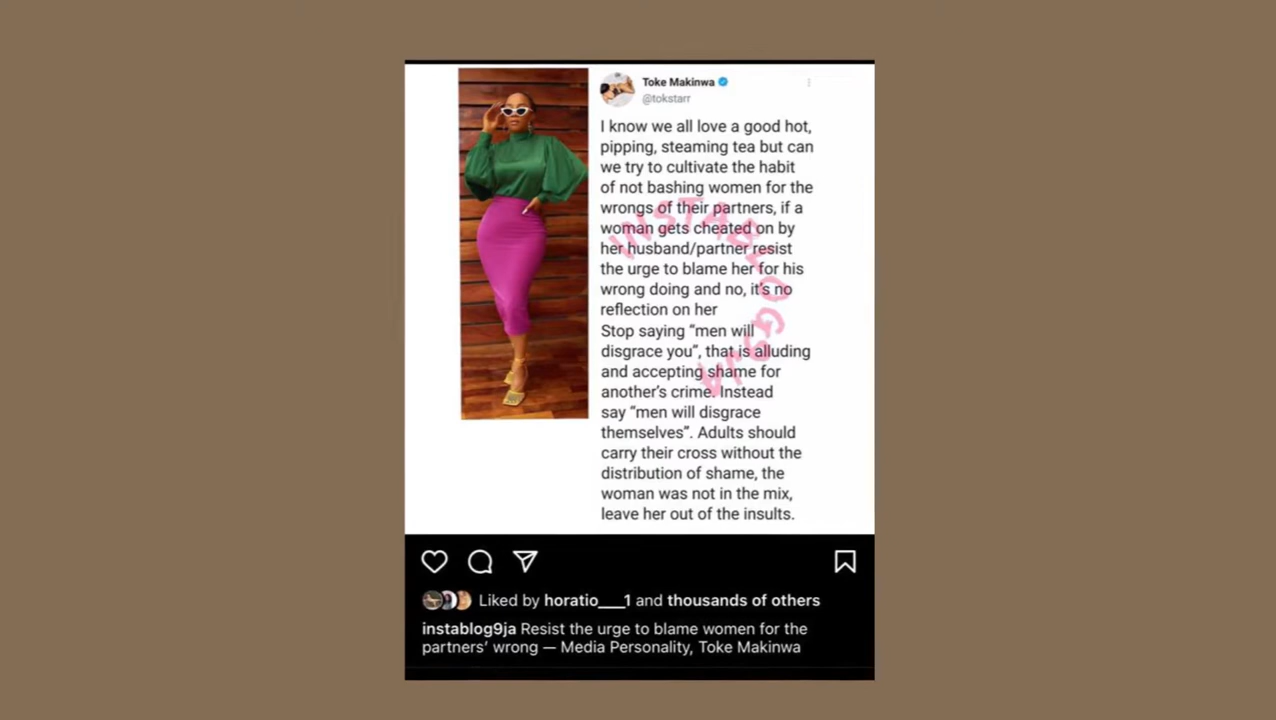 Toke Makinwa
@tokstarr
I know we all love a good hot,
pipping, steaming tea but can
we try to cultivate the habit
of not bashing women for the
wrongs of their partners, if a
woman gets cheated on by
her husband/partner resist
the urge to blame her for his
wrong doing and no, it's no
reflection on her
Stop saying “men will
disgrace you”, that is alluding
and accepting shame for
another's crime. Instead
say “men will disgrace
themselves”. Adults should
carry their cross without the
distribution of shame, the
woman was not in the mix,
leave her out of the insults.
INSTABLOG9JA
Liked by horatio___1 and thousands of others
instablog9ja Resist the urge to blame women for the
partners’ wrong — Media Personality, Toke Makinwa